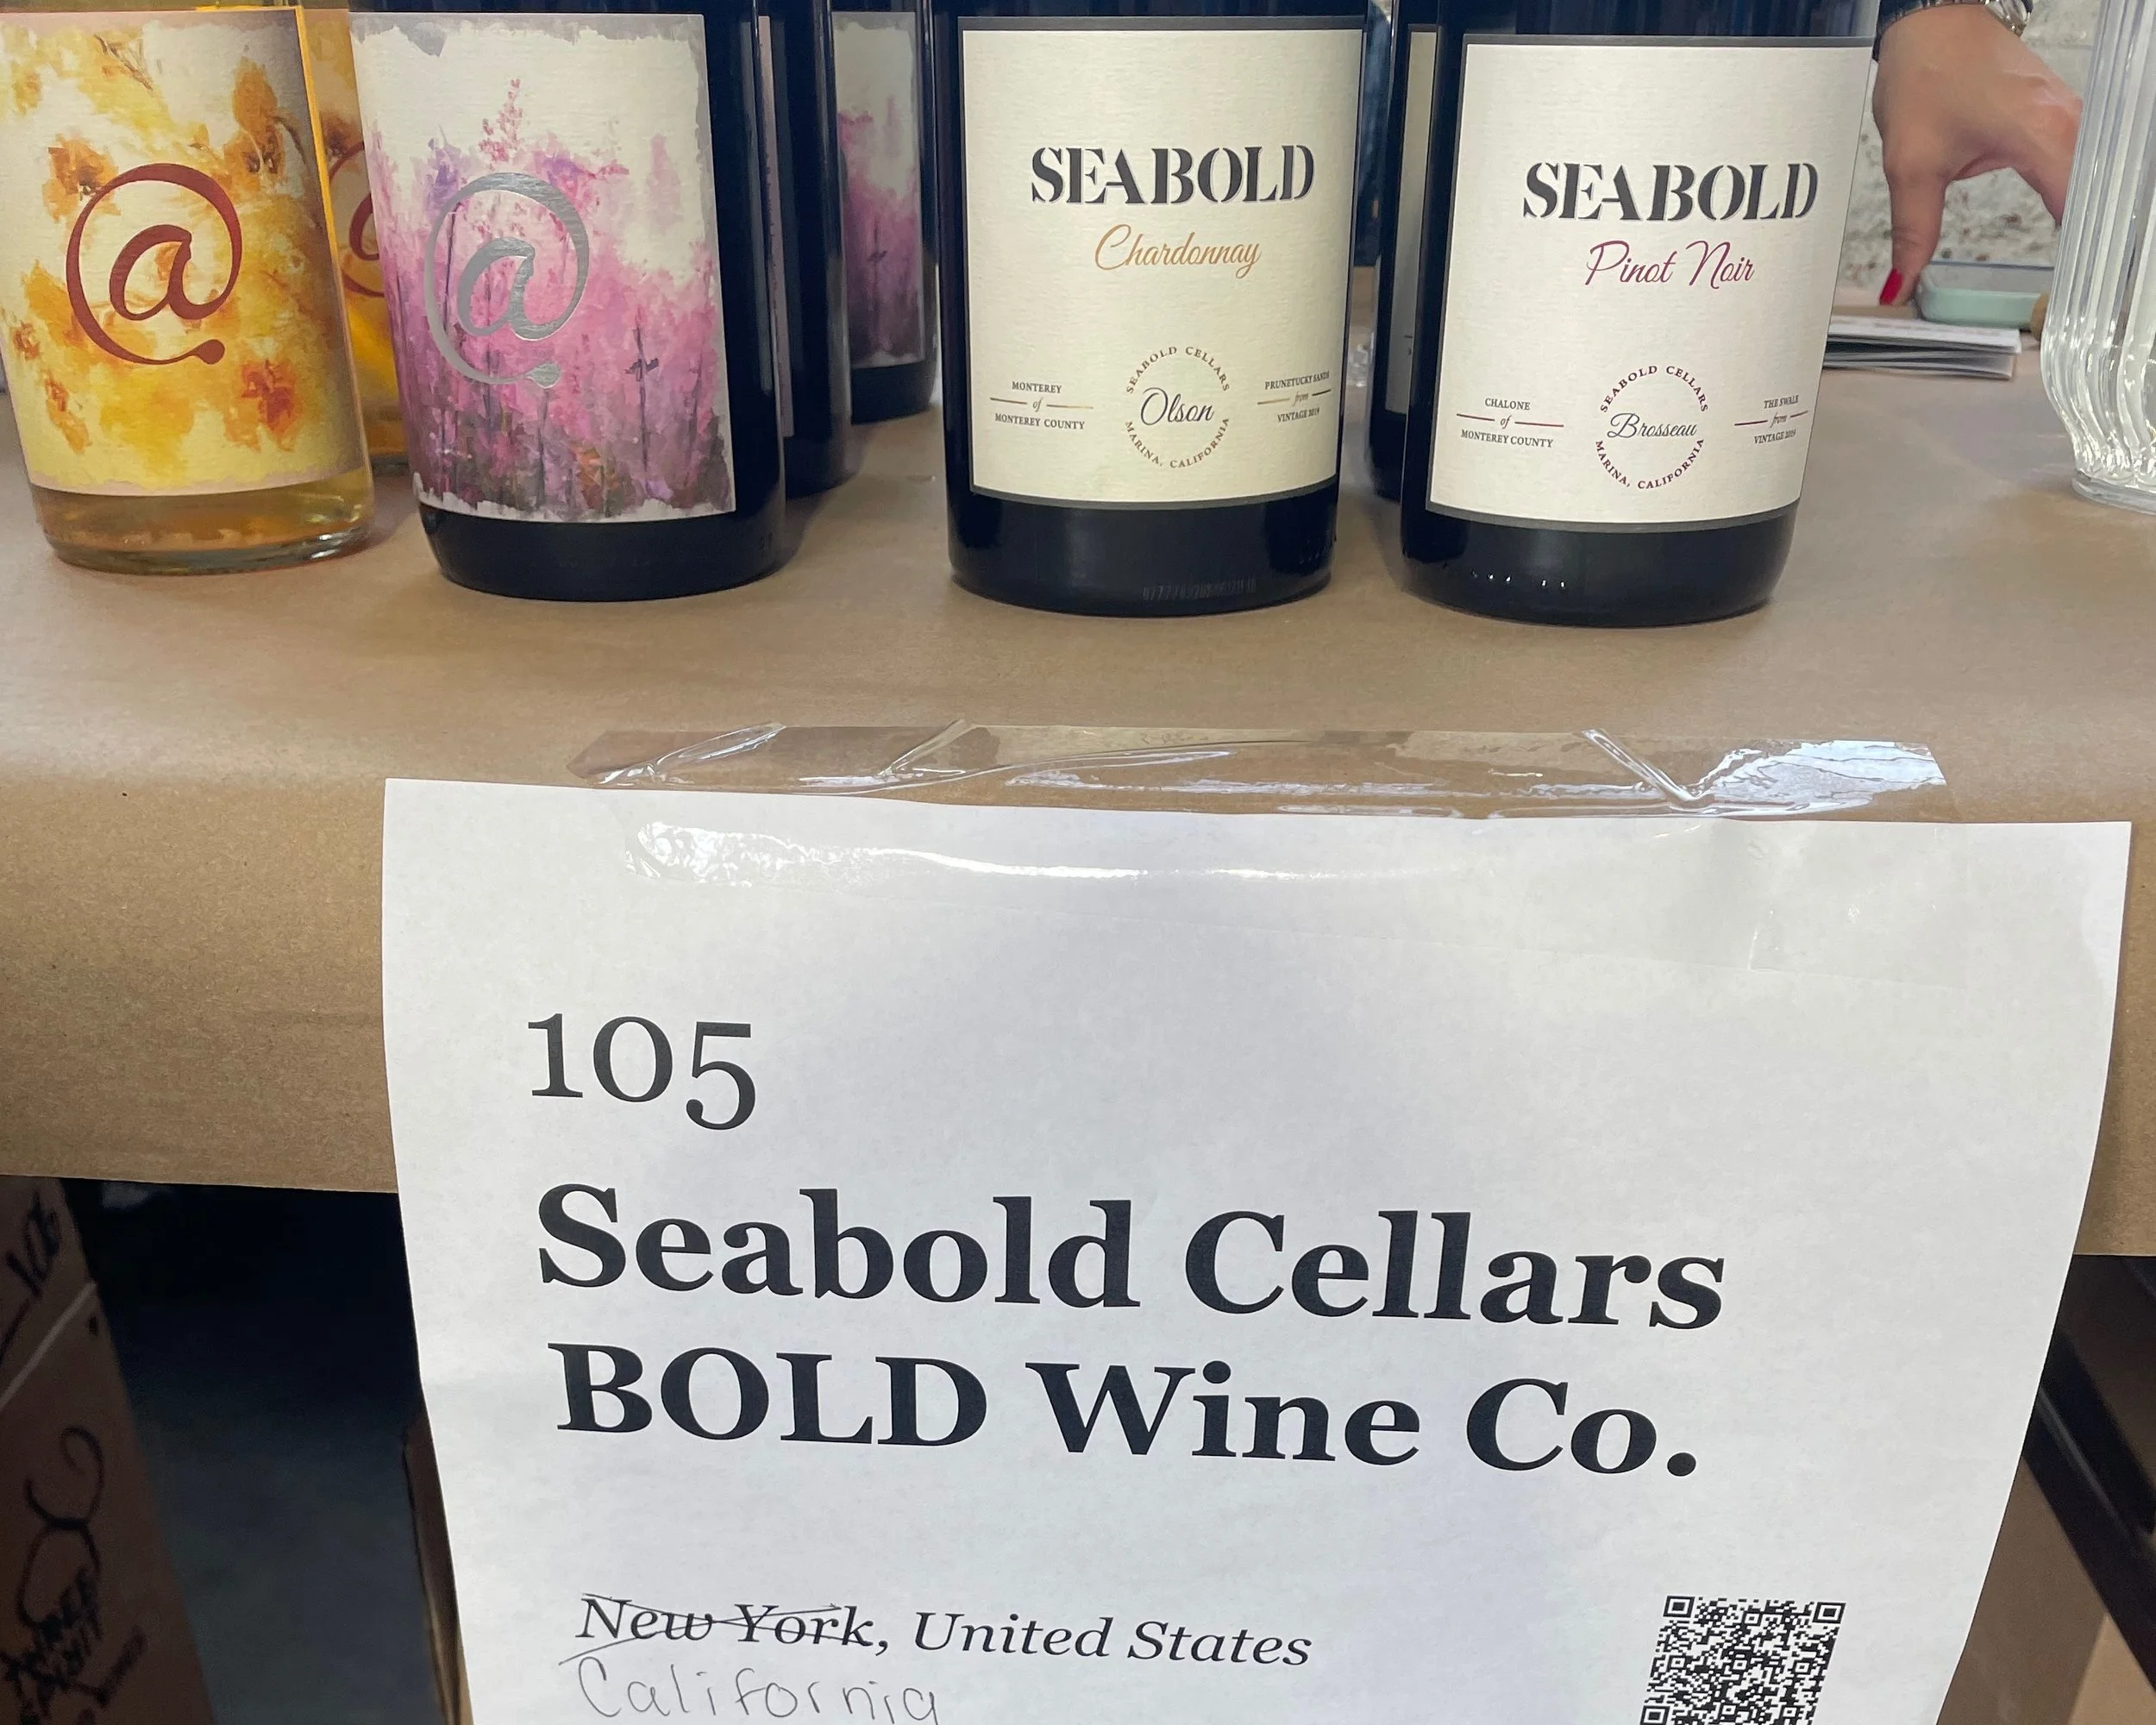 @
@
SEABOLD
Chardonnay
MONTEREY
of
MONTEREY COUNTY
SEABOLD CELLARS
Olson
MARINA, CALIFORNIA
PRUNETUCKY SANDS
from
VINTAGE 2019
SEABOLD
Pinot Noir
CHALONE
of
MONTEREY COUNTY
SEABOLD CELLARS
Brosseau
MARINA, CALIFORNIA
THE SWALE
from
VINTAGE 2019
105
Seabold Cellars
BOLD Wine Co.
New York, United States
California